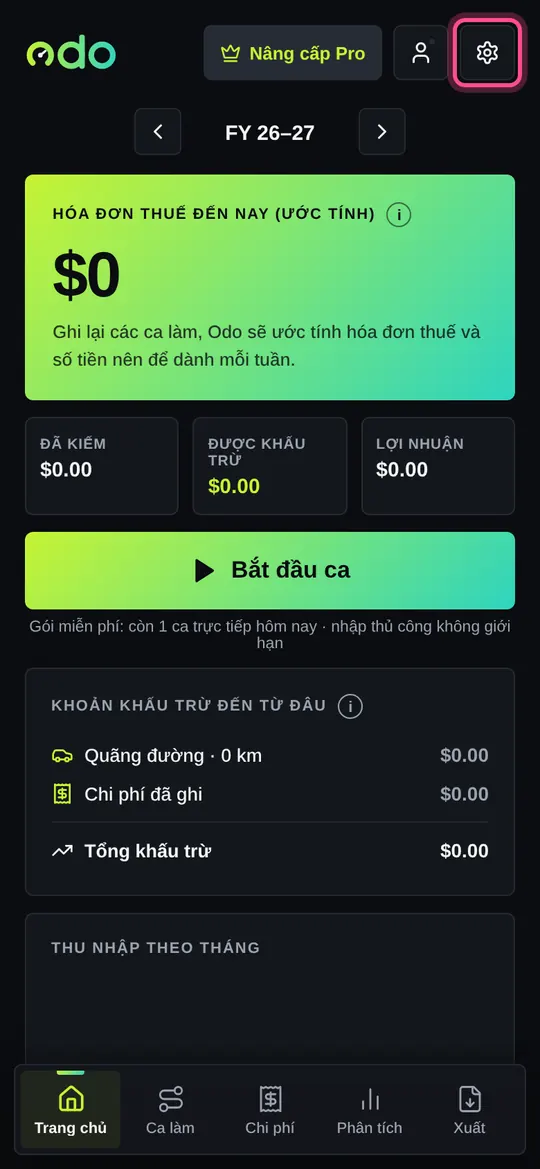 odo
Nâng cấp Pro
FY 26–27
HÓA ĐƠN THUẾ ĐẾN NAY (ƯỚC TÍNH) i
$0
Ghi lại các ca làm, Odo sẽ ước tính hóa đơn thuế và
số tiền nên để dành mỗi tuần.
ĐÃ KIẾM
$0.00
ĐƯỢC KHẤU
TRỪ
$0.00
LỢI NHUẬN
$0.00
Bắt đầu ca
Gói miễn phí: còn 1 ca trực tiếp hôm nay · nhập thủ công không giới
hạn
KHOẢN KHẤU TRỪ ĐẾN TỪ ĐÂU i
Quãng đường · 0 km $0.00
Chi phí đã ghi $0.00
Tổng khấu trừ $0.00
THU NHẬP THEO THÁNG
Trang chủ
Ca làm
Chi phí
Phân tích
Xuất